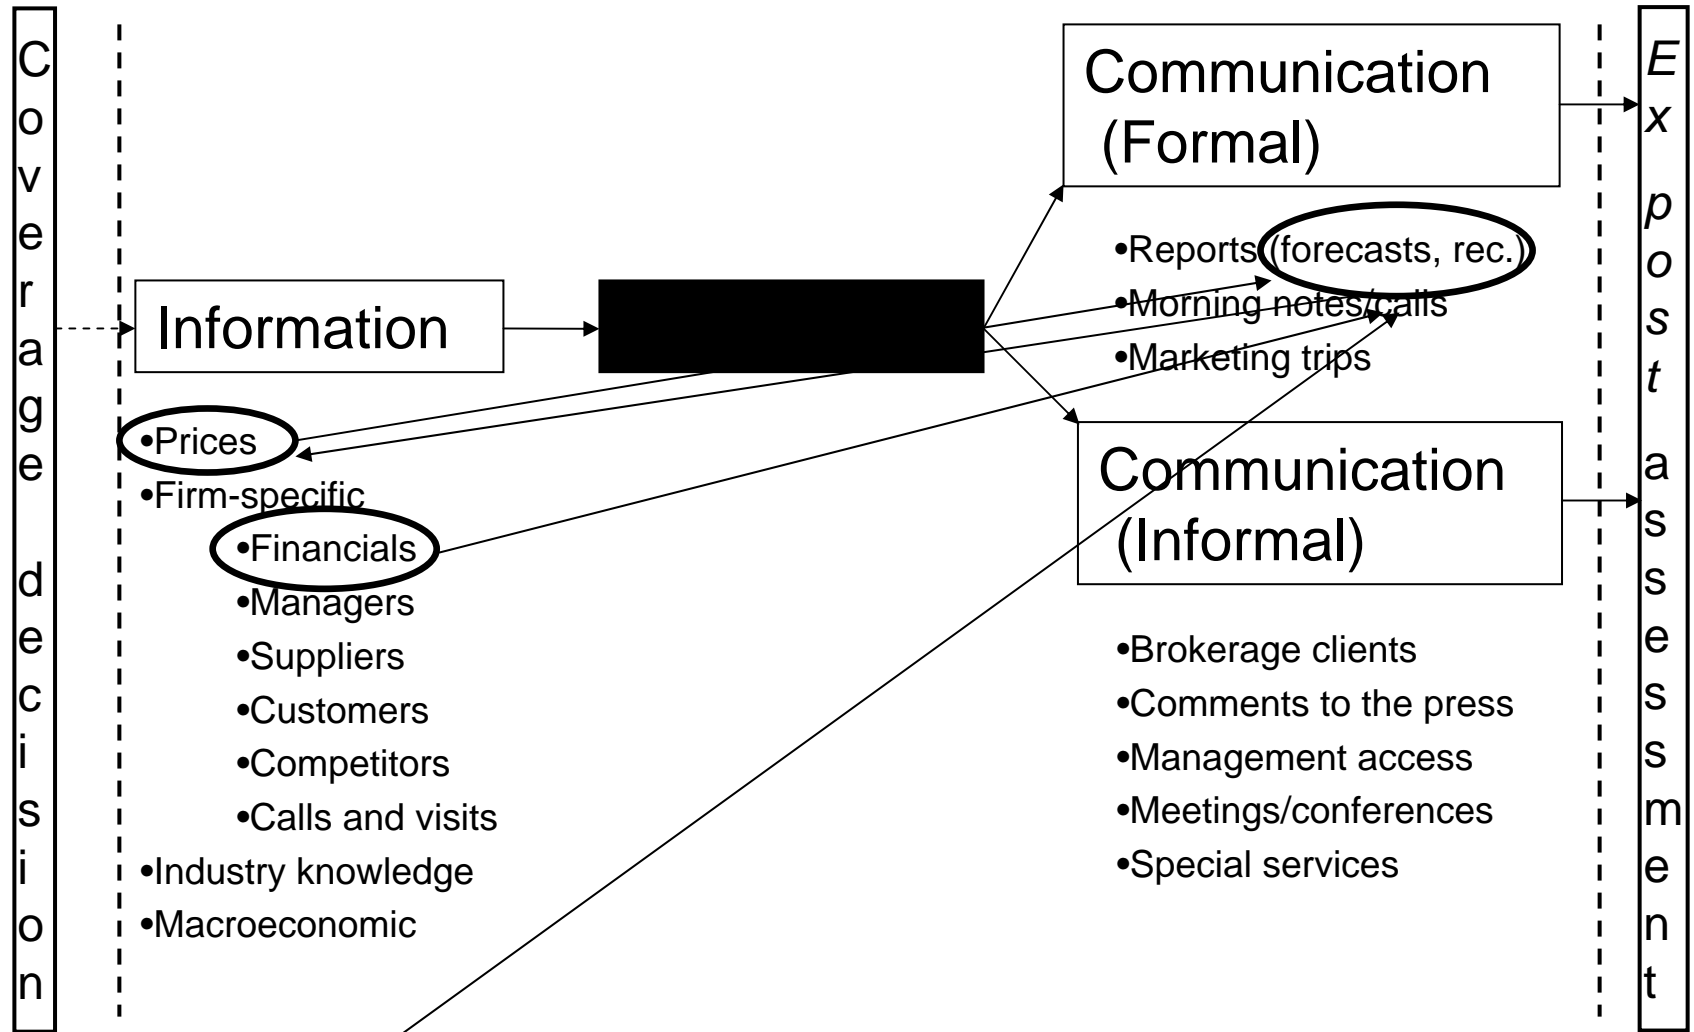 Coverage decision
Information
•Prices
•Firm-specific
•Financials
•Managers
•Suppliers
•Customers
•Competitors
•Calls and visits
•Industry knowledge
•Macroeconomic
Communication
(Formal)
•Reports (forecasts, rec.)
•Morning notes/calls
•Marketing trips
Communication
(Informal)
•Brokerage clients
•Comments to the press
•Management access
•Meetings/conferences
•Special services
Ex post assessment